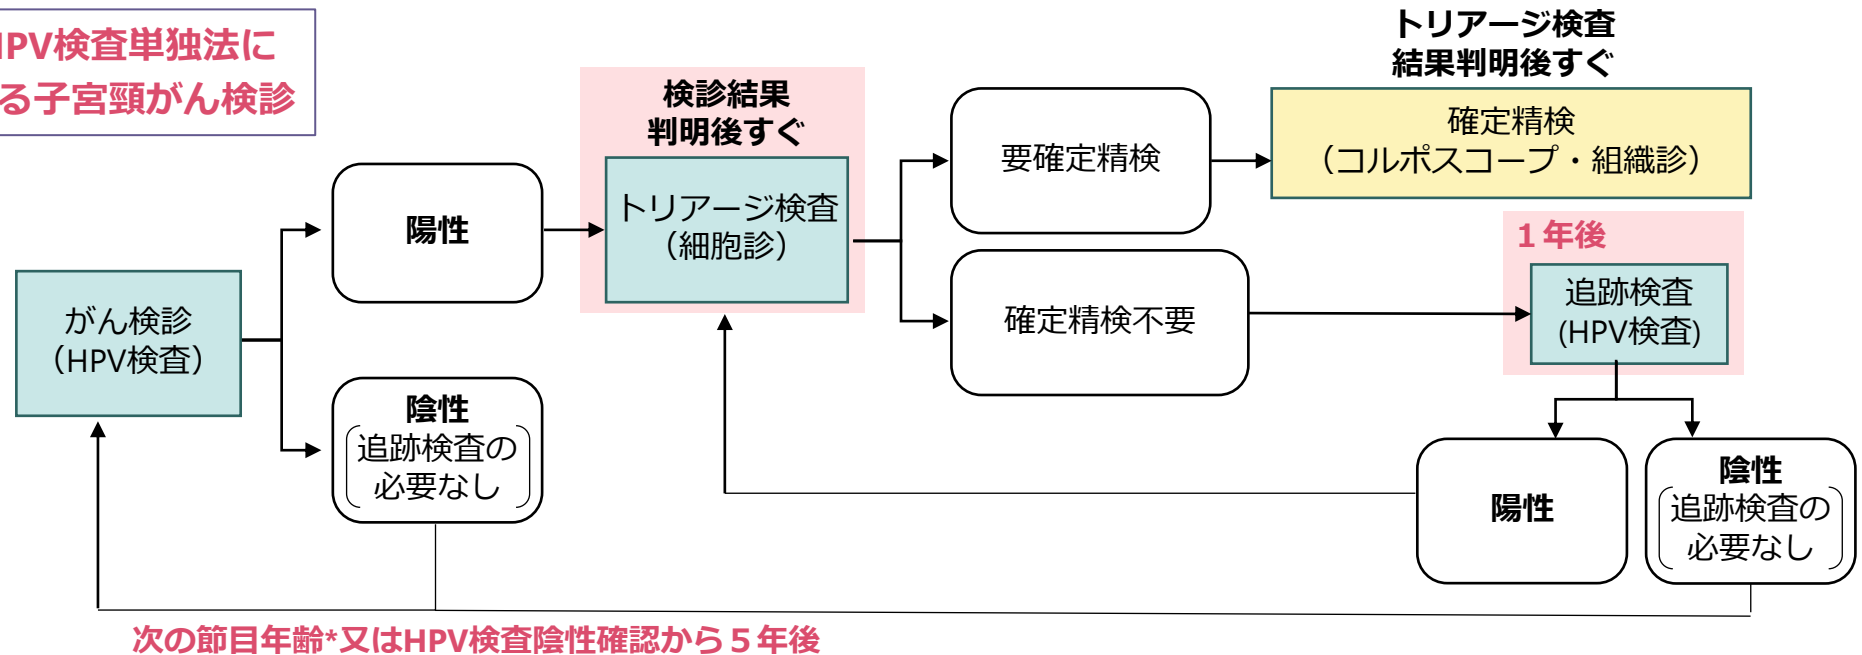 HPV検査単独法に
る子宮頸がん検診
がん検診
（HPV検査）
陽性
陰性
追跡検査の
必要なし
検診結果
判明後すぐ
トリアージ検査
（細胞診）
要確定精検
確定精検不要
トリアージ検査
結果判明後すぐ
確定精検
（コルポスコープ・組織診）
１年後
追跡検査
(HPV検査)
陽性
陰性
追跡検査の
必要なし
次の節目年齢*又はHPV検査陰性確認から５年後